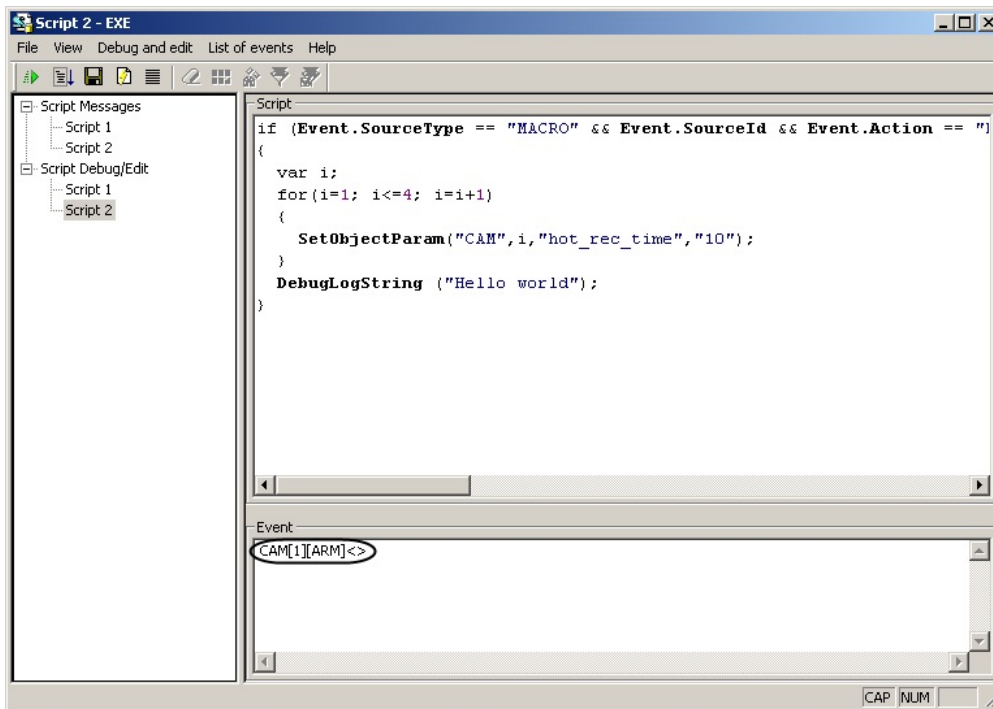 Script 2 - EXE
File View Debug and edit List of events Help
Script Messages
Script 1
Script 2
Script Debug/Edit
Script 1
Script 2
Script
if (Event.SourceType == "MACRO" && Event.SourceId && Event.Action == "
{
var i;
for(i=1; i<=4; i=i+1)
{
SetObjectParam("CAM",i,"hot_rec_time","10");
}
DebugLogString ("Hello world");
}
Event
CAM[1][ARM]<>
CAP NUM